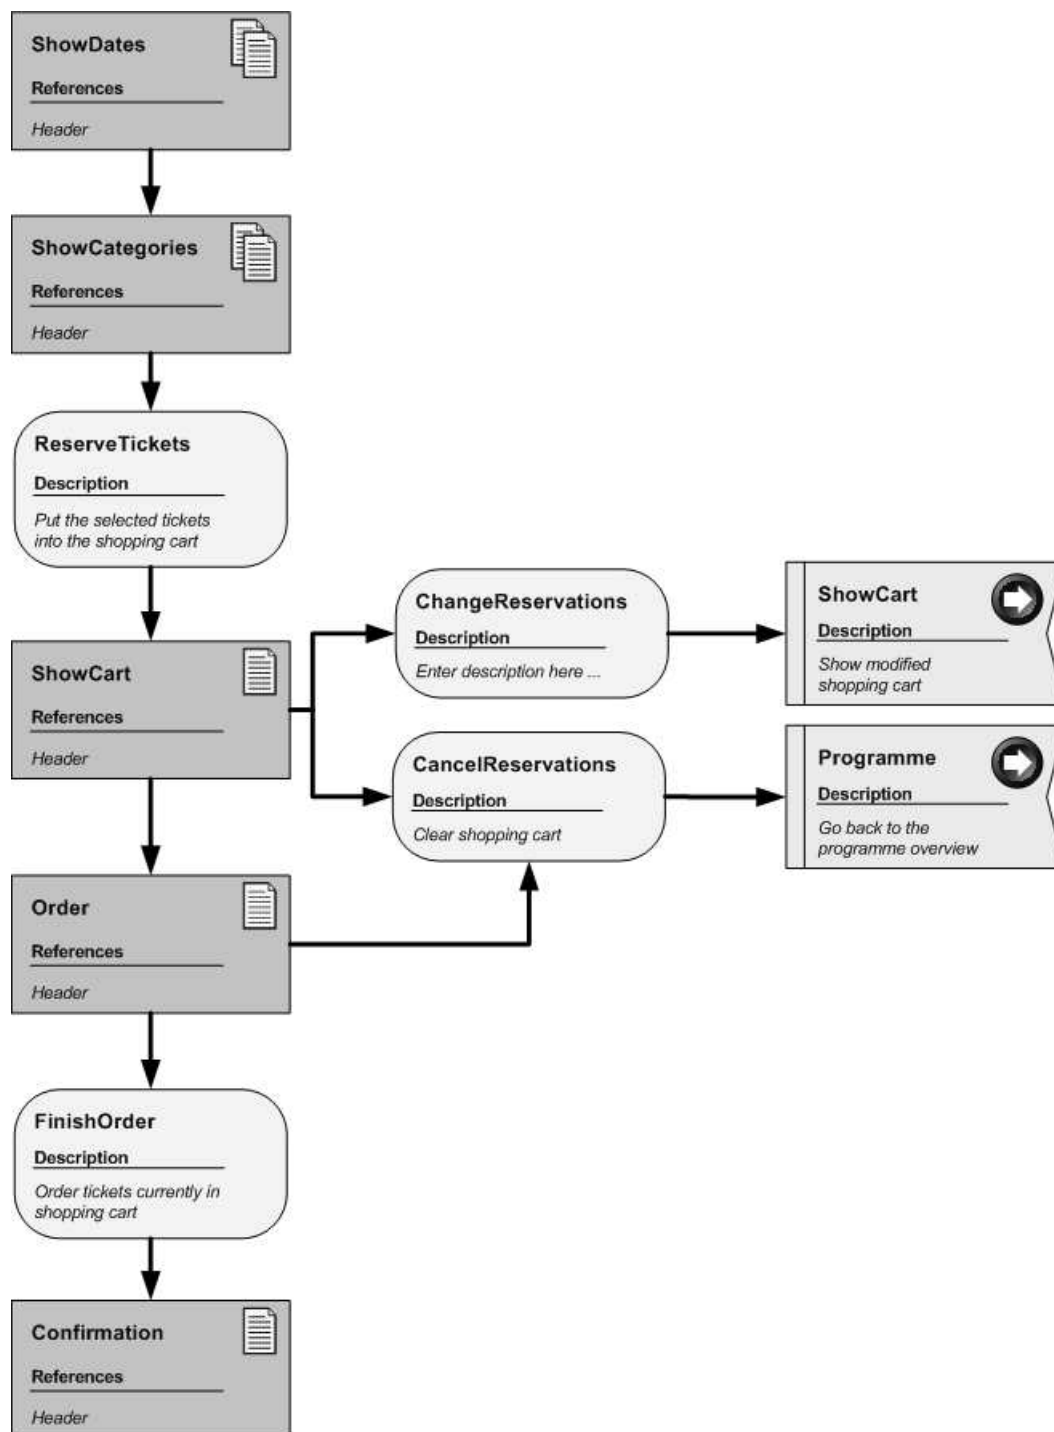 ShowDates
References
Header
ShowCategories
References
Header
ReserveTickets
Description
Put the selected tickets
into the shopping cart
ShowCart
References
Header
ChangeReservations
Description
Enter description here ...
ShowCart
Description
Show modified
shopping cart
CancelReservations
Description
Clear shopping cart
Programme
Description
Go back to the
programme overview
Order
References
Header
FinishOrder
Description
Order tickets currently in
shopping cart
Confirmation
References
Header